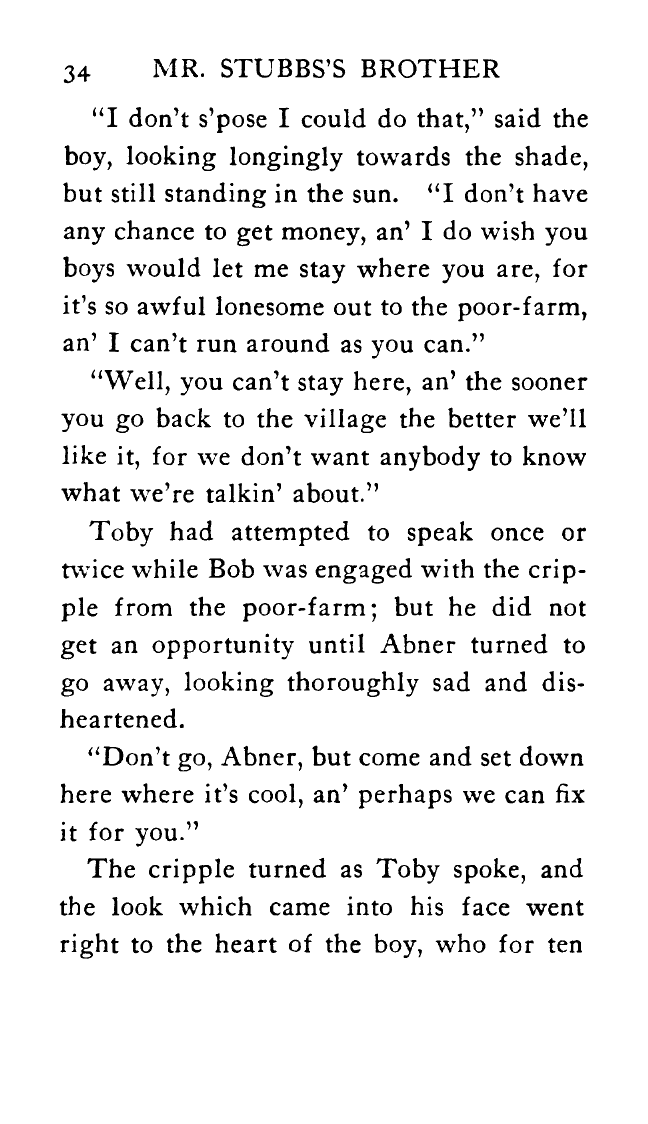 34 MR. STUBBS'S BROTHER
“I don't s'pose I could do that,” said the
boy, looking longingly towards the shade,
but still standing in the sun. “I don't have
any chance to get money, an' I do wish you
boys would let me stay where you are, for
it's so awful lonesome out to the poor-farm,
an' I can't run around as you can.”
“Well, you can't stay here, an' the sooner
you go back to the village the better we'll
like it, for we don't want anybody to know
what we're talkin' about.”
Toby had attempted to speak once or
twice while Bob was engaged with the crip-
ple from the poor-farm; but he did not
get an opportunity until Abner turned to
go away, looking thoroughly sad and dis-
heartened.
“Don't go, Abner, but come and set down
here where it's cool, an' perhaps we can fix
it for you.”
The cripple turned as Toby spoke, and
the look which came into his face went
right to the heart of the boy, who for ten